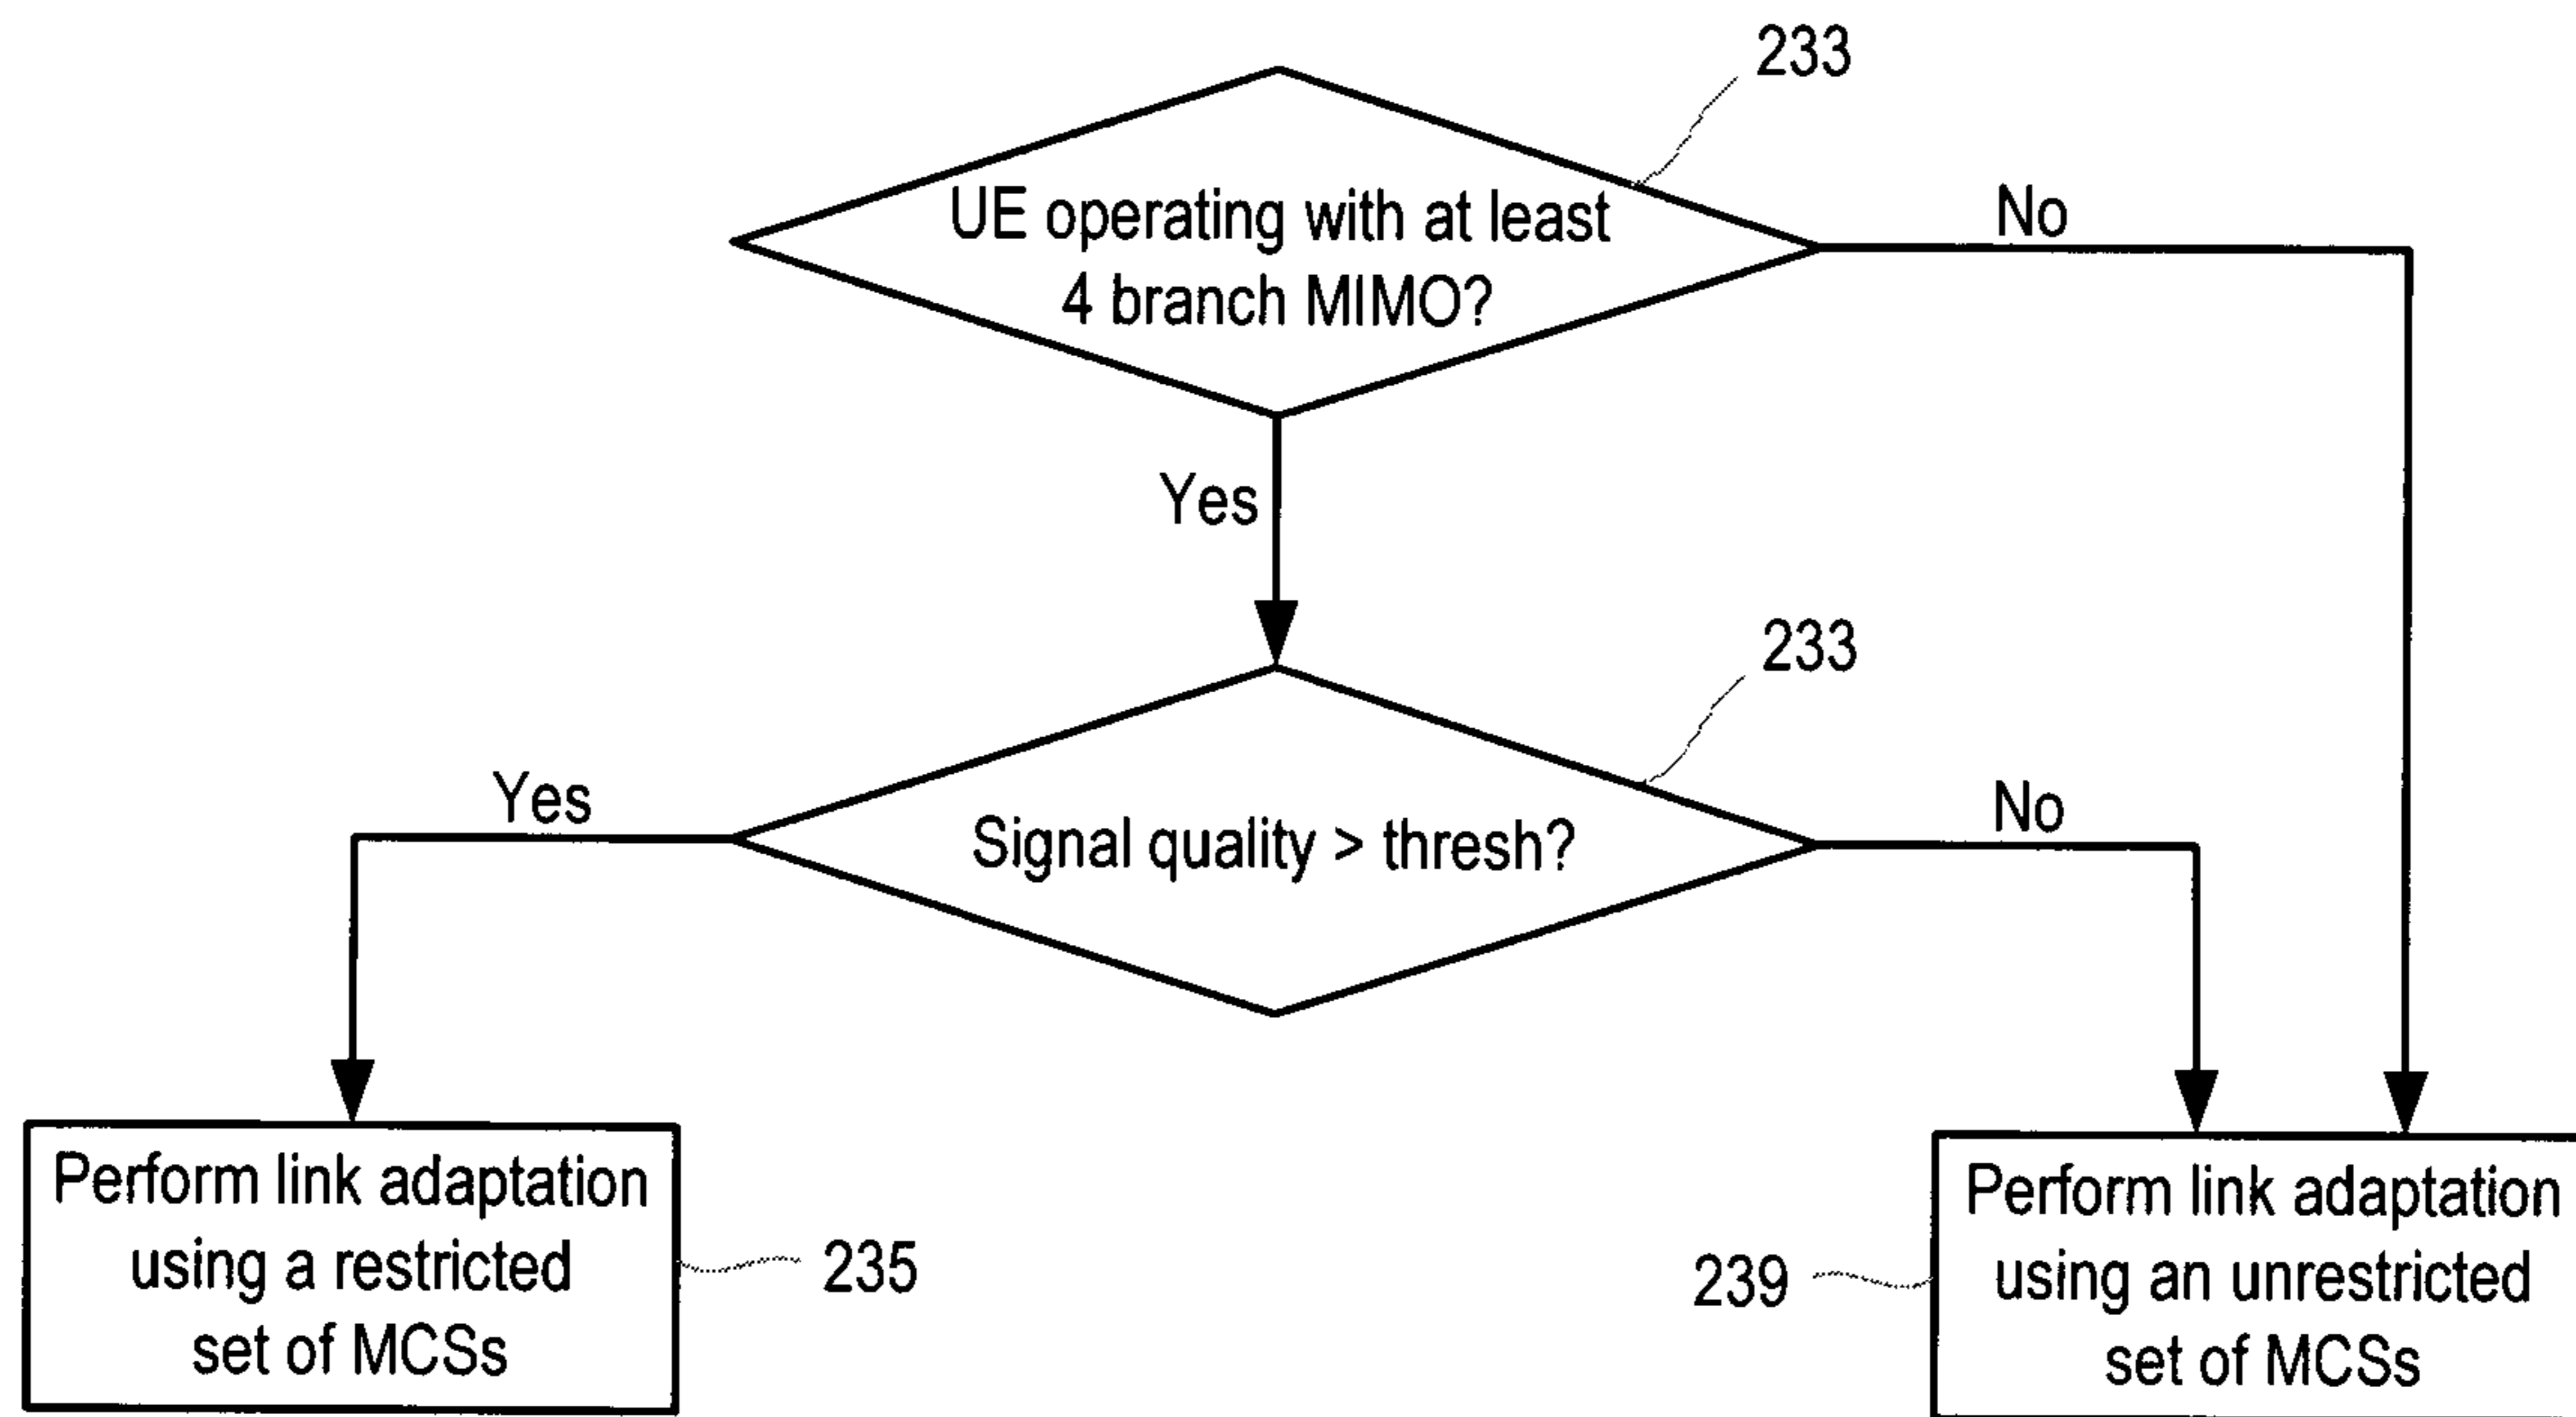 233
UE operating with at least
4 branch MIMO?
No
Yes
233
Signal quality > thresh?
Yes
No
Perform link adaptation
using a restricted
set of MCSs
235
239
Perform link adaptation
using an unrestricted
set of MCSs